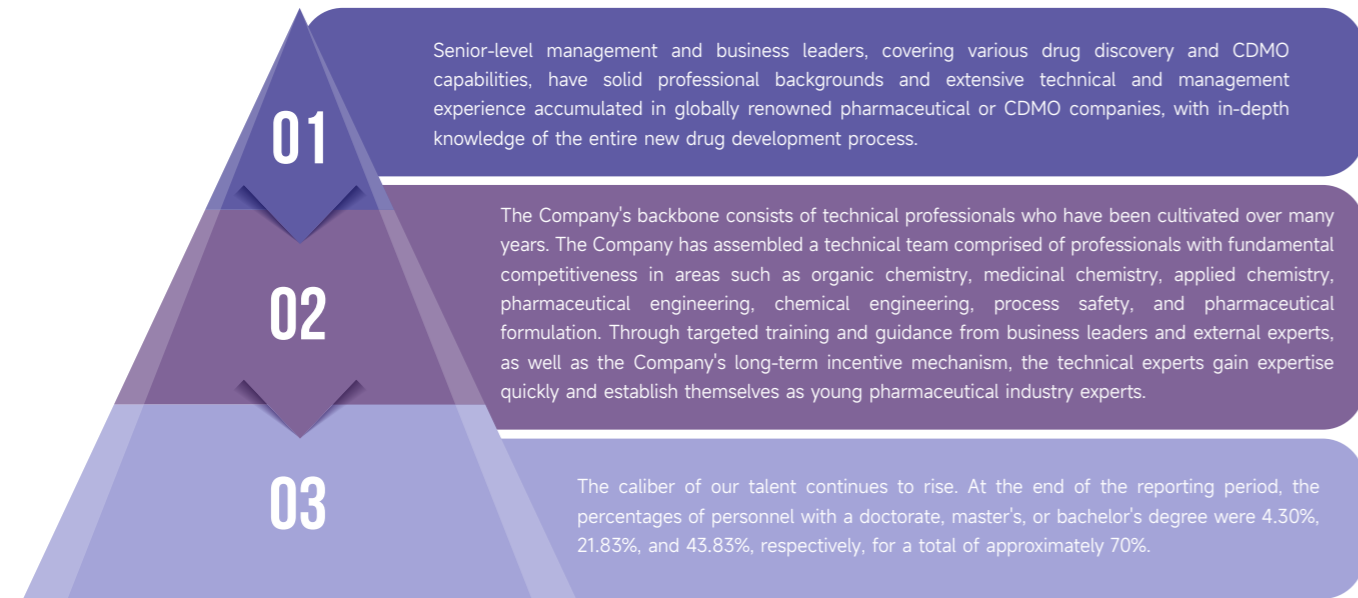 01
Senior-level management and business leaders, covering various drug discovery and CDMO
capabilities, have solid professional backgrounds and extensive technical and management
experience accumulated in globally renowned pharmaceutical or CDMO companies, with in-depth
knowledge of the entire new drug development process.
02
The Company's backbone consists of technical professionals who have been cultivated over many
years. The Company has assembled a technical team comprised of professionals with fundamental
competitiveness in areas such as organic chemistry, medicinal chemistry, applied chemistry,
pharmaceutical engineering, chemical engineering, process safety, and pharmaceutical
formulation. Through targeted training and guidance from business leaders and external experts,
as well as the Company's long-term incentive mechanism, the technical experts gain expertise
quickly and establish themselves as young pharmaceutical industry experts.
03
The caliber of our talent continues to rise. At the end of the reporting period, the
percentages of personnel with a doctorate, master's, or bachelor's degree were 4.30%,
21.83%, and 43.83%, respectively, for a total of approximately 70%.